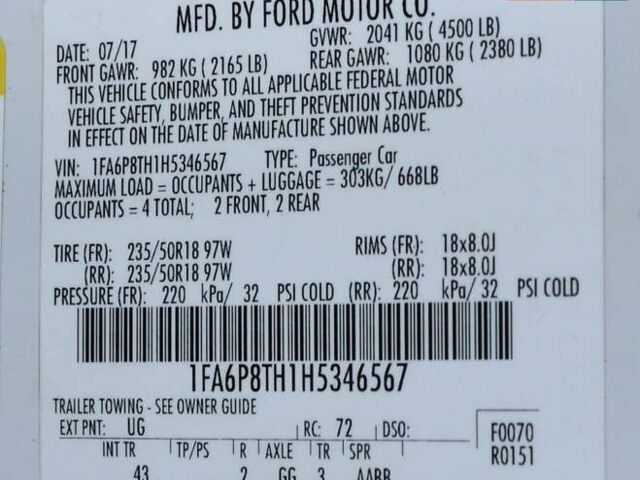 MFD. BY FORD MOTOR CO.
DATE: 07/17 GVWR: 2041 KG ( 4500 LB)
FRONT GAWR: 982 KG ( 2165 LB) REAR GAWR: 1080 KG ( 2380 LB)
THIS VEHICLE CONFORMS TO ALL APPLICABLE FEDERAL MOTOR
VEHICLE SAFETY, BUMPER, AND THEFT PREVENTION STANDARDS
IN EFFECT ON THE DATE OF MANUFACTURE SHOWN ABOVE.
VIN: 1FA6P8TH1H5346567 TYPE: Passenger Car
MAXIMUM LOAD = OCCUPANTS + LUGGAGE = 303KG/ 668LB
OCCUPANTS = 4 TOTAL; 2 FRONT, 2 REAR
TIRE (FR): 235/50R18 97W RIMS (FR): 18x8.0J
(RR): 235/50R18 97W (RR): 18x8.0J
PRESSURE (FR): 220 kPa/ 32 PSI COLD (RR): 220 kPa/ 32 PSI COLD
1FA6P8TH1H5346567
TRAILER TOWING - SEE OWNER GUIDE
EXT PNT: UG RC: 72 DSO: F0070
INT TR TP/PS R AXLE TR SPR R0151
43 2 GG 3 AABB